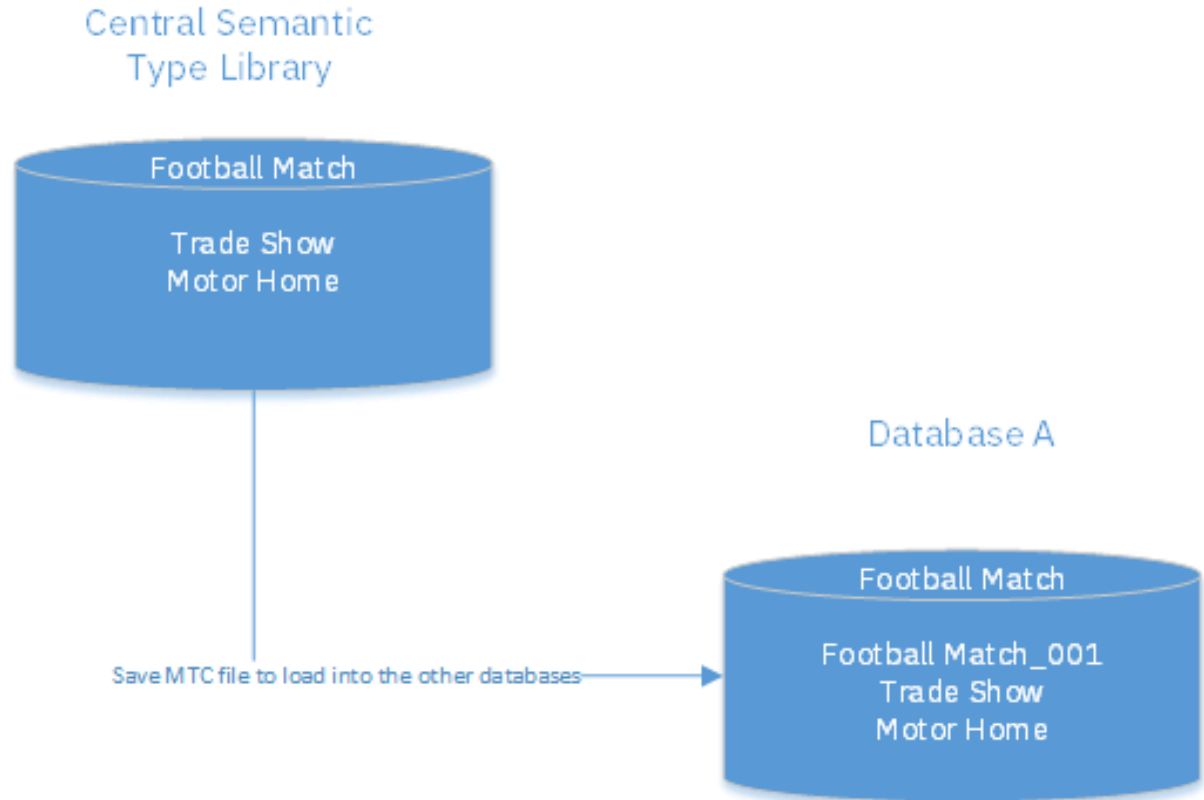 Central Semantic
Type Library
Football Match
Trade Show
Motor Home
Database A
Football Match
Football Match_001
Trade Show
Motor Home
Save MTC file to load into the other databases